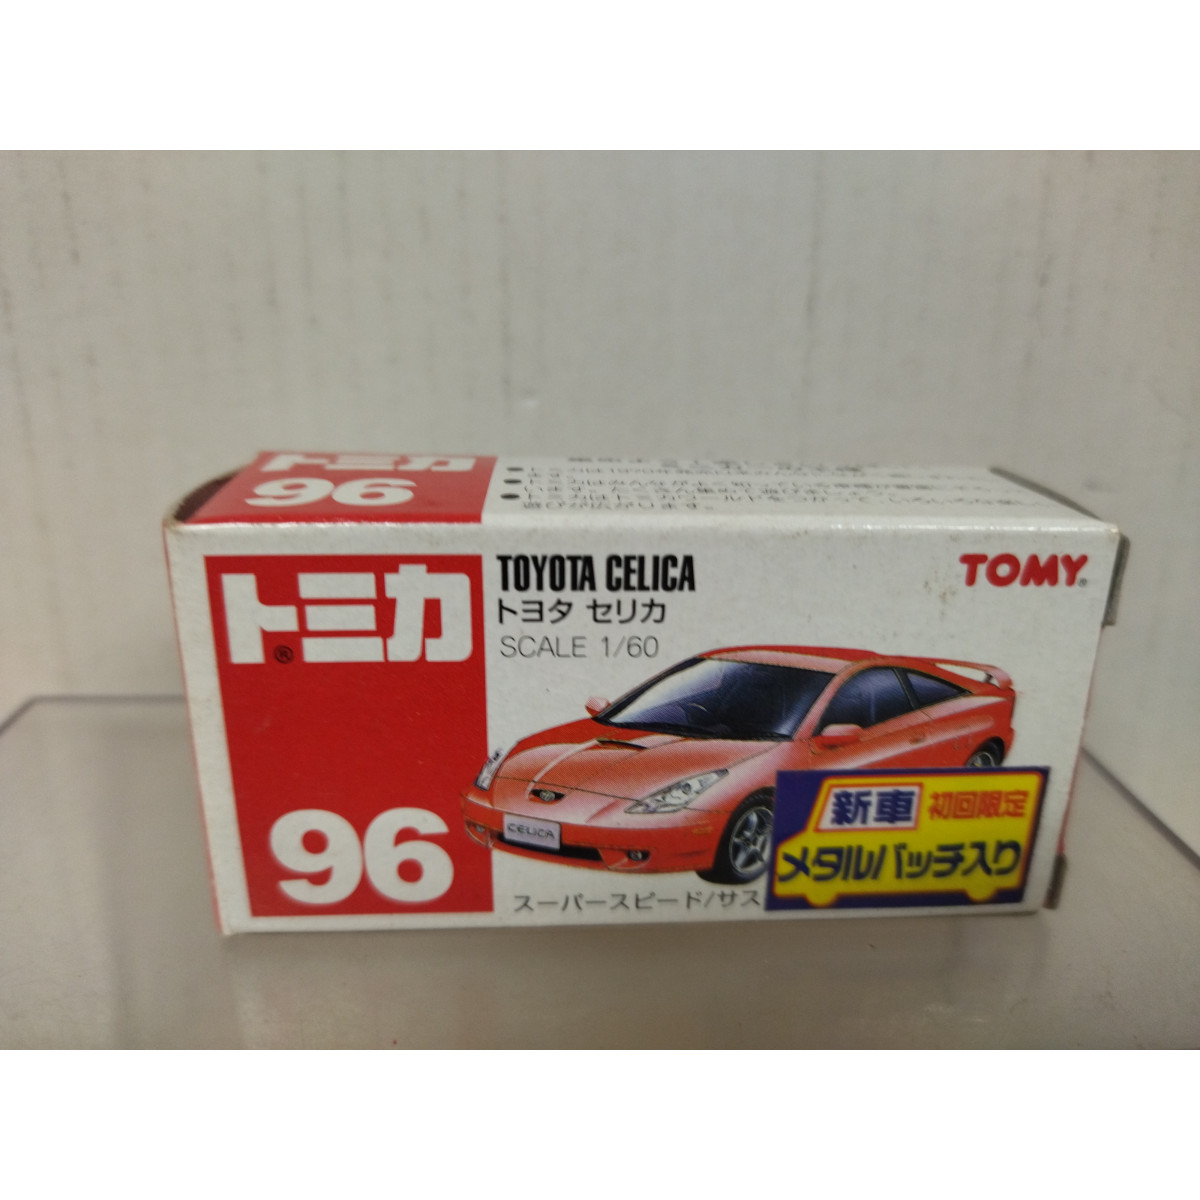 トミカ
96
トミカ®
TOYOTA CELICA
トヨタ セリカ
SCALE 1/60
TOMY®
CELICA
96
スーパースピード/サス
新車 初回限定
メタルバッチ入り